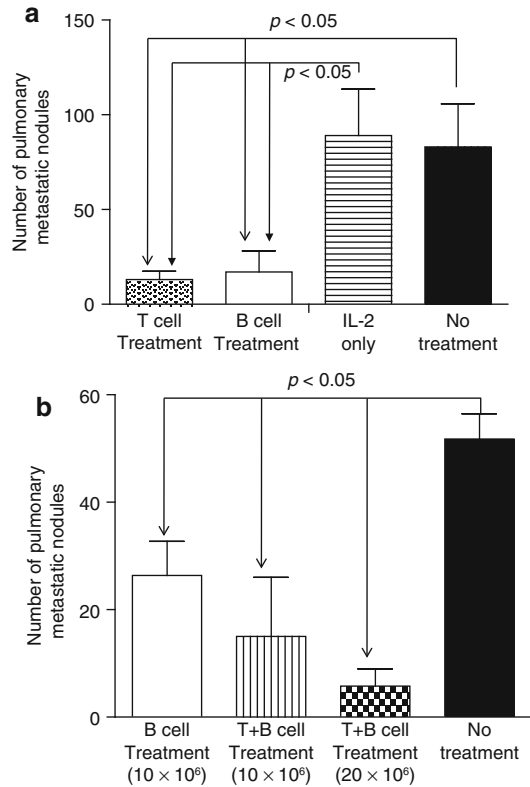 a
p < 0.05
p < 0.05
Number of pulmonary
metastatic nodules
150
100
50
0
T cell
Treatment
B cell
Treatment
IL-2
only
No
treatment
b
p < 0.05
Number of pulmonary
metastatic nodules
60
40
20
0
B cell
Treatment
(10 × 10⁶)
T+B cell
Treatment
(10 × 10⁶)
T+B cell
Treatment
(20 × 10⁶)
No
treatment